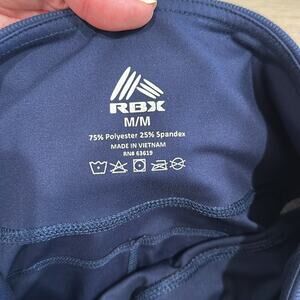 RBX
M/M
75% Polyester 25% Spandex
MADE IN VIETNAM
RN# 63619